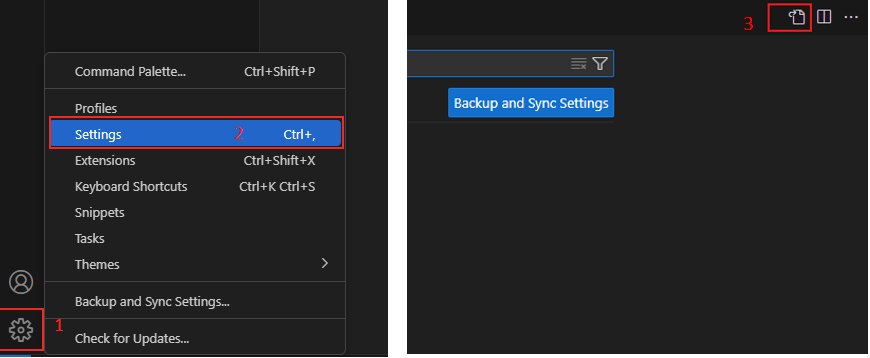 Command Palette... Ctrl+Shift+P
Profiles
Settings 2 Ctrl+,
Extensions Ctrl+Shift+X
Keyboard Shortcuts Ctrl+K Ctrl+S
Snippets
Tasks
Themes
Backup and Sync Settings...
1
Check for Updates...
3
Backup and Sync Settings